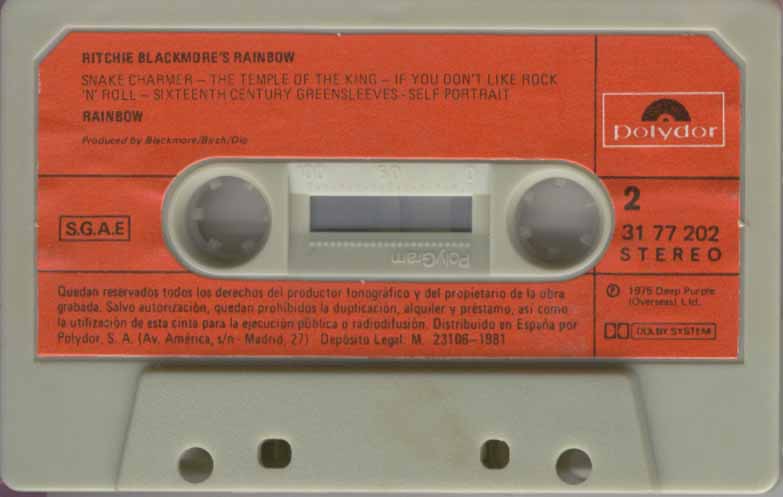 RITCHIE BLACKMORE'S RAINBOW
SNAKE CHARMER – THE TEMPLE OF THE KING – IF YOU DON'T LIKE ROCK
'N' ROLL – SIXTEENTH CENTURY GREENSLEEVES - SELF PORTRAIT
RAINBOW
Produced by Blackmore/Birch/Dio
polydor
100 50 0
S.G.A.E
2
31 77 202
STEREO
PolyGram
Quedan reservados todos los derechos del productor fonográfico y del propietario de la obra
grabada. Salvo autorización, quedan prohibidos la duplicación, alquiler y préstamo, así como
la utilización de esta cinta para la ejecución pública o radiodifusión. Distribuido en España por
Polydor, S. A. (Av. América, s/n - Madrid, 27) Depósito Legal: M. 23106–1981
Ⓟ 1975 Deep Purple
(Overseas) Ltd.
DOLBY SYSTEM